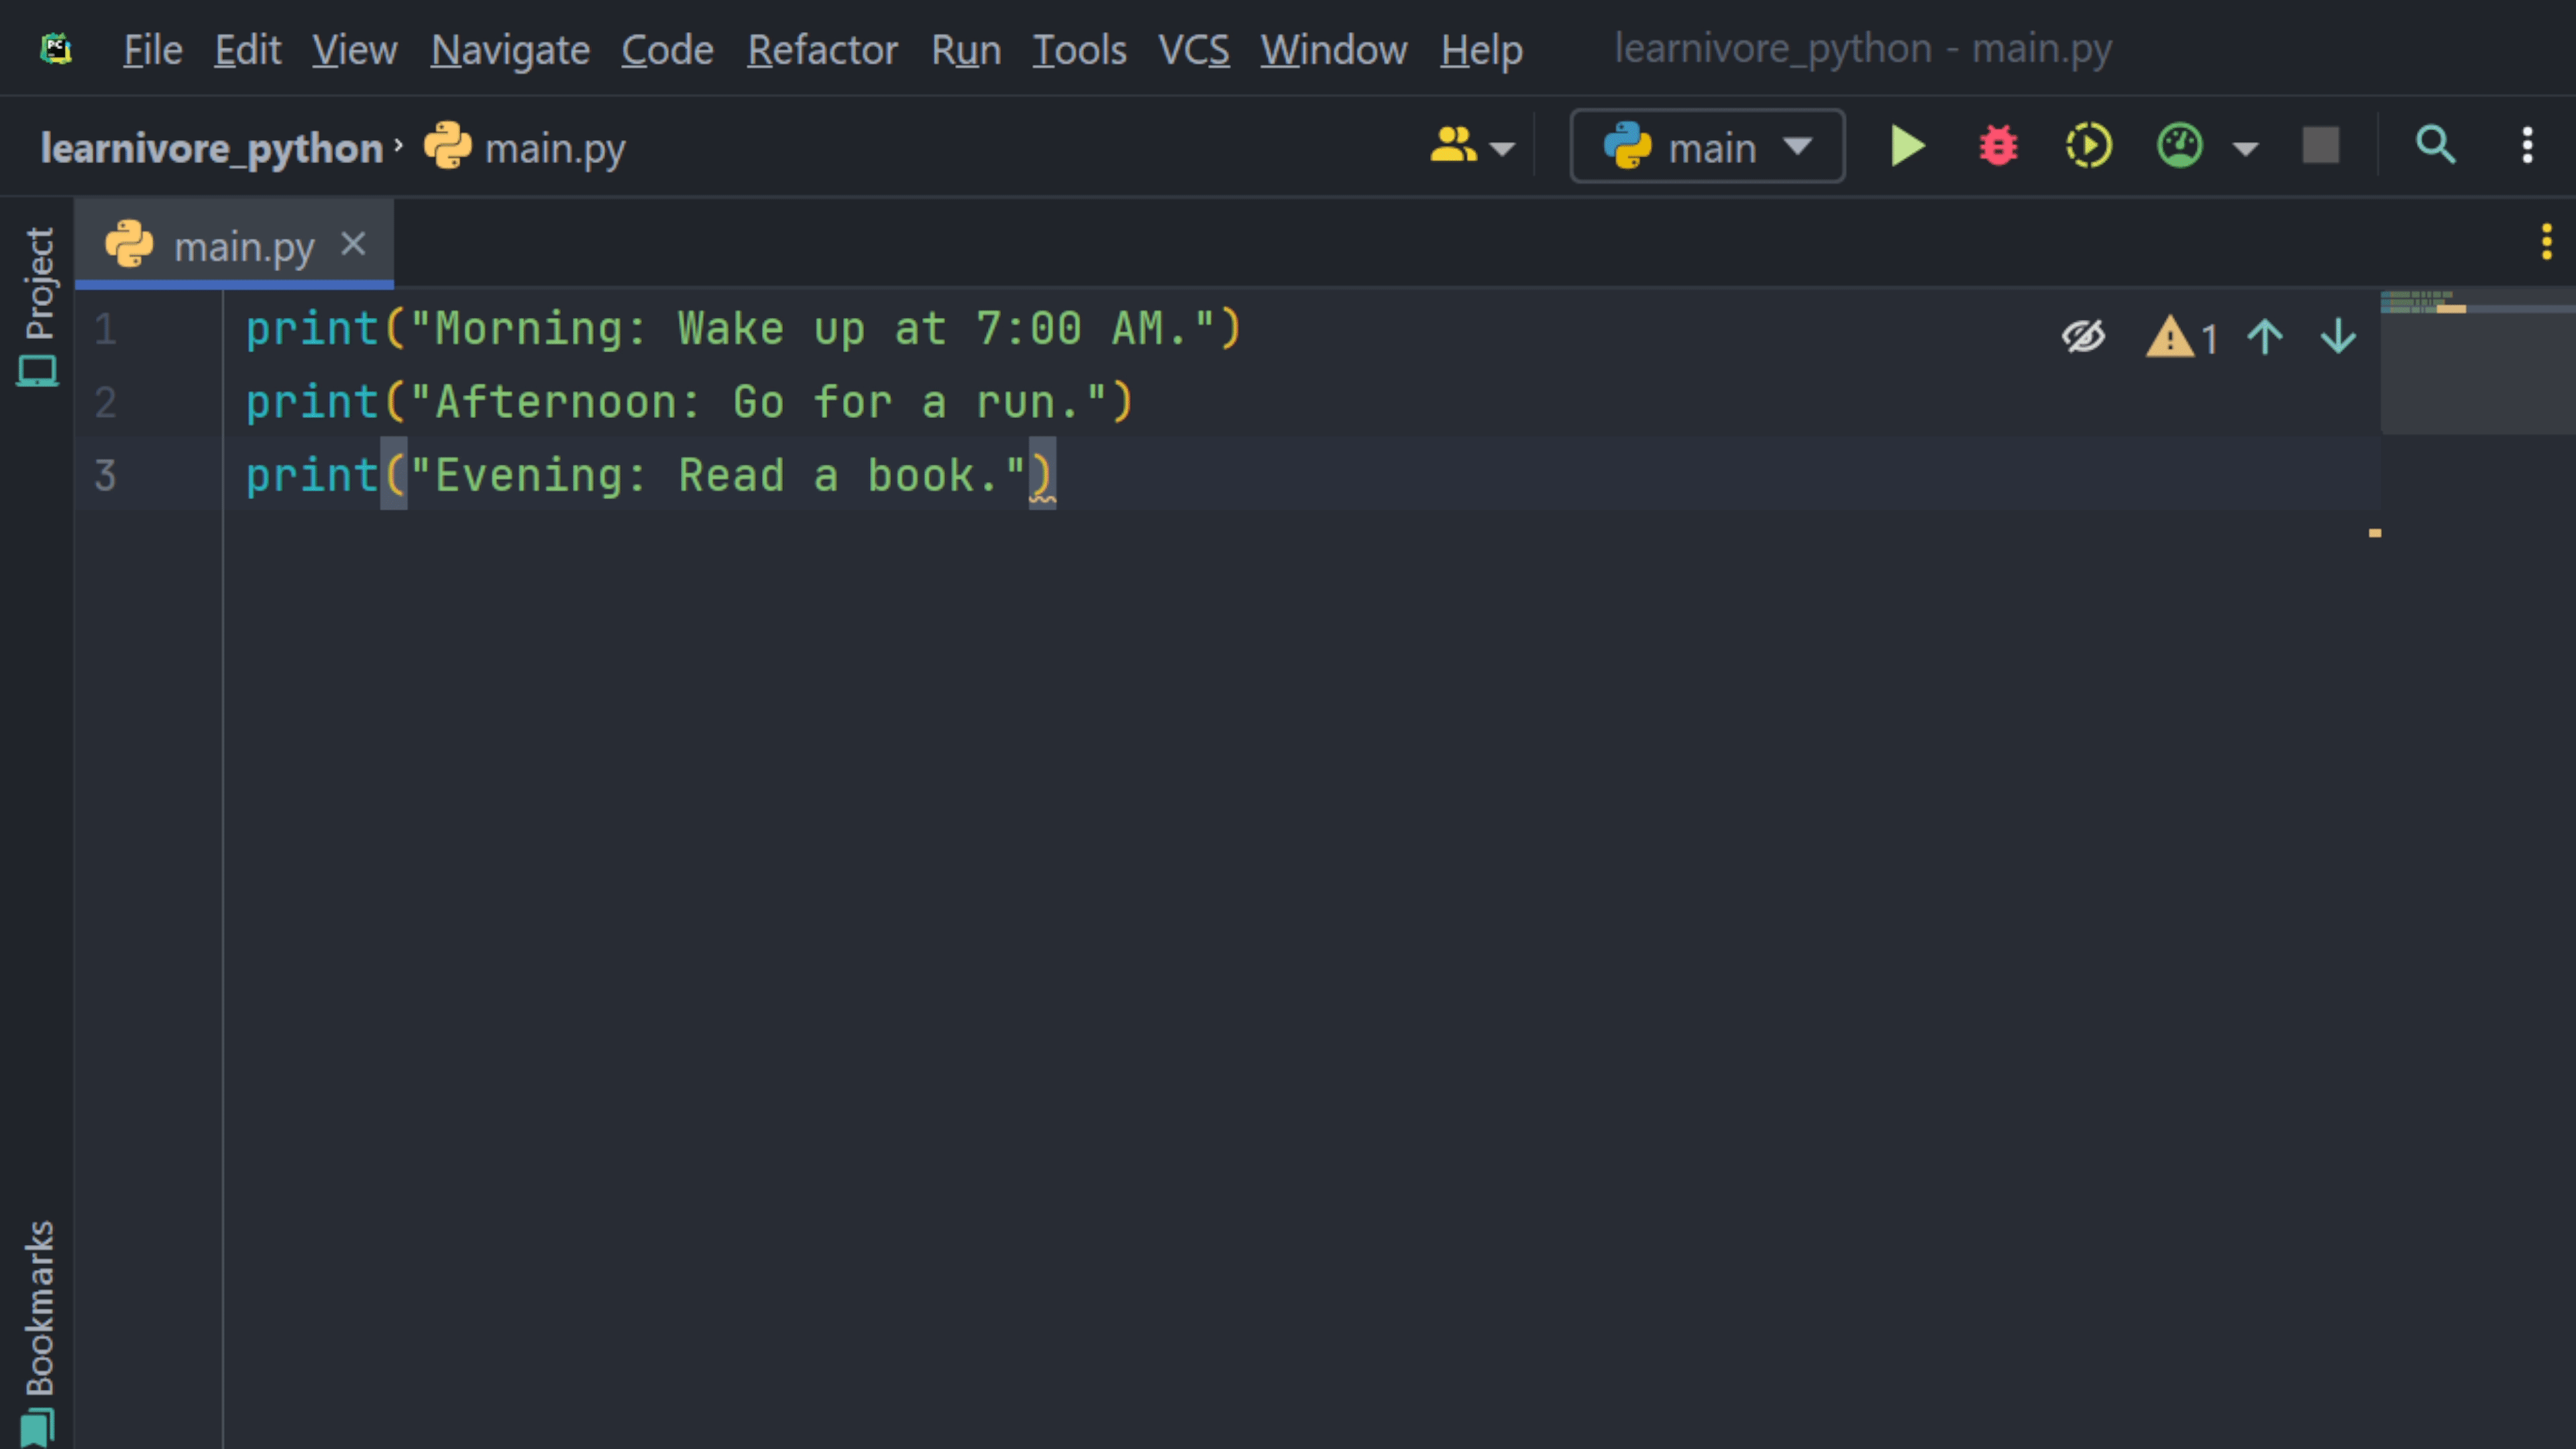 File Edit View Navigate Code Refactor Run Tools VCS Window Help learnivore_python - main.py
learnivore_python › main.py main
Project
main.py
1 print("Morning: Wake up at 7:00 AM.")
1
2 print("Afternoon: Go for a run.")
3 print("Evening: Read a book.")
Bookmarks
PC